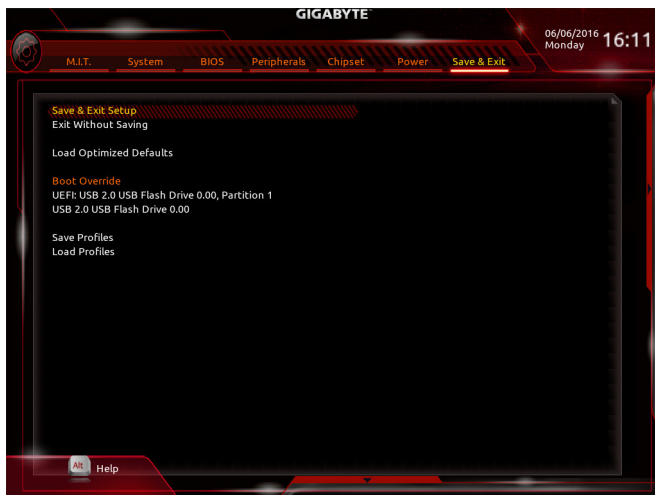 GIGABYTE™
06/06/2016 Monday 16:11
M.I.T. System BIOS Peripherals Chipset Power Save & Exit
Save & Exit Setup
Exit Without Saving
Load Optimized Defaults
Boot Override
UEFI: USB 2.0 USB Flash Drive 0.00, Partition 1
USB 2.0 USB Flash Drive 0.00
Save Profiles
Load Profiles
Alt Help